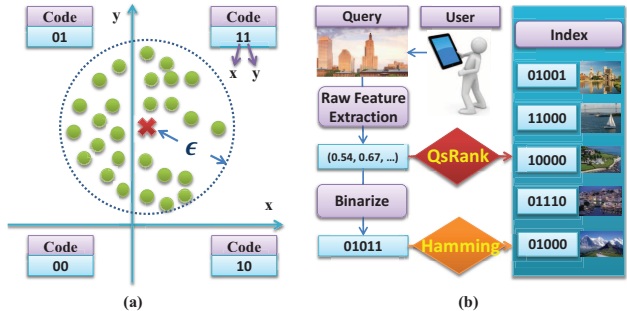 y
Code
01
Code
11
x y
ϵ
x
Code
00
Code
10
(a)
Query
User
Index
Raw Feature
Extraction
(0.54, 0.67, ...)
QsRank
Binarize
01011
Hamming
01001
11000
10000
01110
01000
(b)